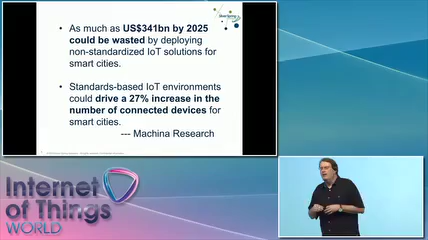 • As much as US$341bn by 2025
could be wasted by deploying
non-standardized IoT solutions for
smart cities.
• Standards-based IoT environments
could drive a 27% increase in the
number of connected devices for
smart cities.
--- Machina Research
Internet
of Things
WORLD